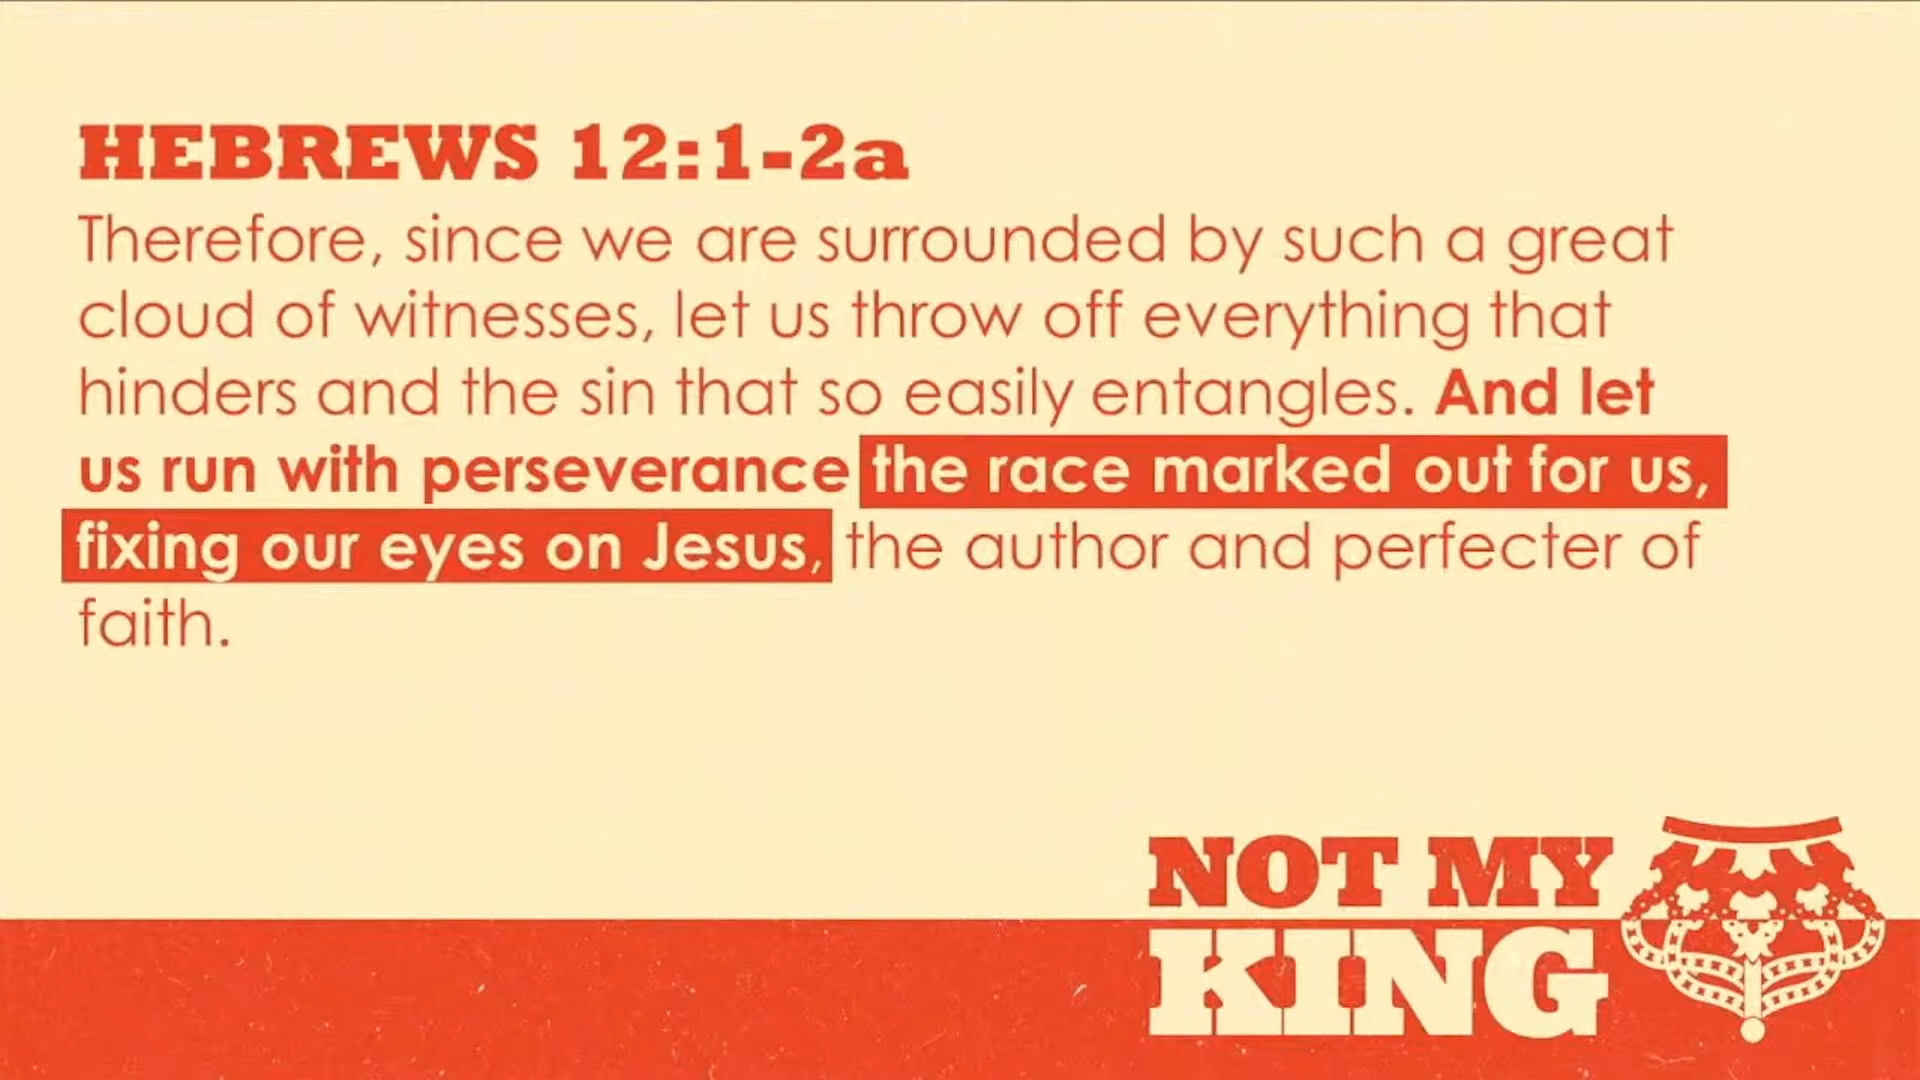 HEBREWS 12:1-2a
Therefore, since we are surrounded by such a great
cloud of witnesses, let us throw off everything that
hinders and the sin that so easily entangles. And let
us run with perseverance the race marked out for us,
fixing our eyes on Jesus, the author and perfecter of
faith.
NOT MY
KING